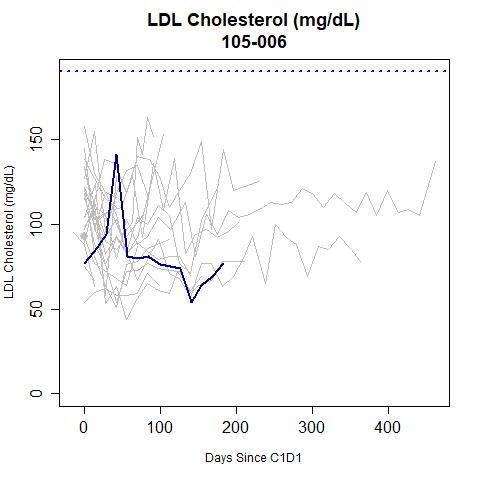 LDL Cholesterol (mg/dL)
105-006
LDL Cholesterol (mg/dL)
150
100
50
0
0 100 200 300 400
Days Since C1D1